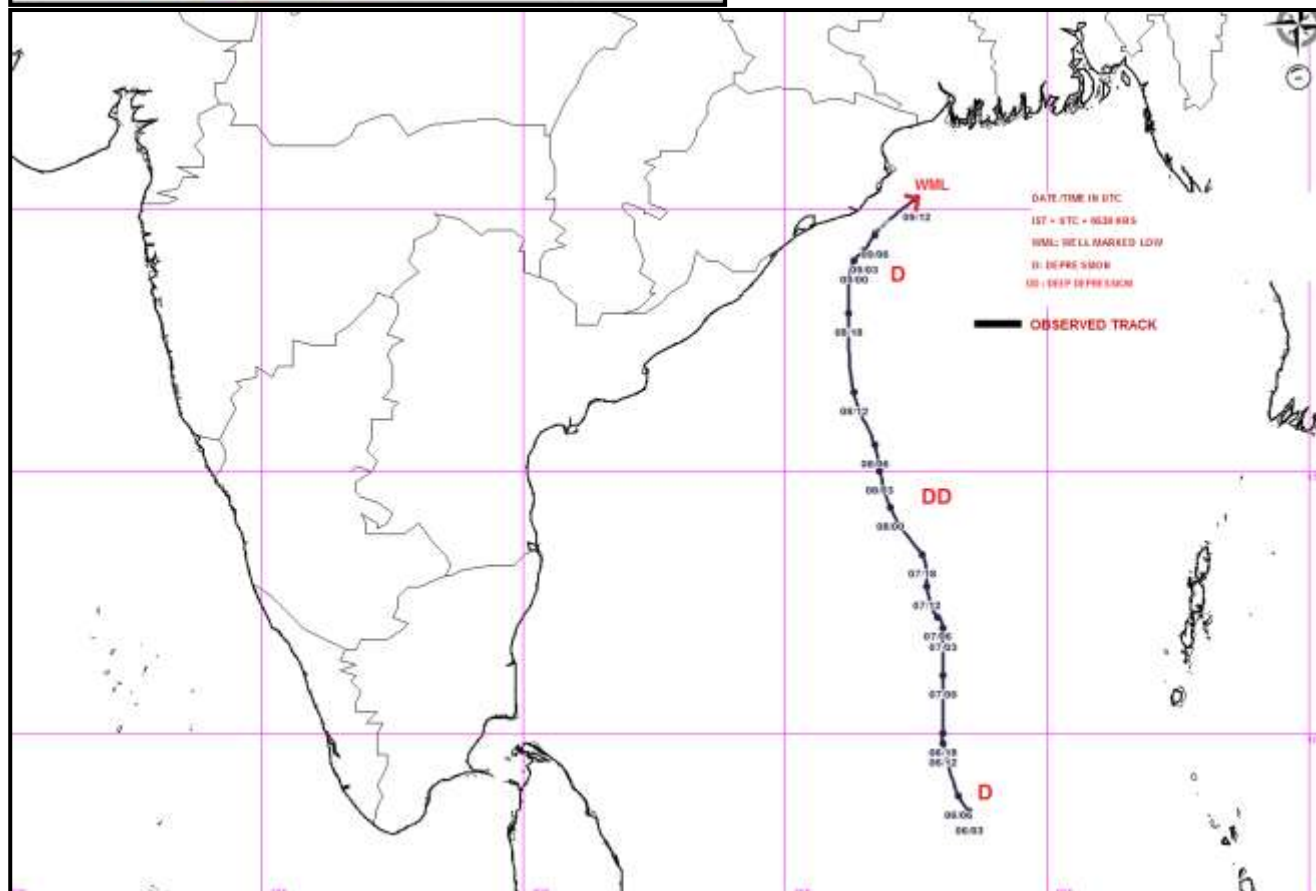 WML
09/12
DATE/TIME IN UTC
IST = UTC + 0530 HRS
WML: WELL MARKED LOW
D: DEPRESSION
DD: DEEP DEPRESSION
OBSERVED TRACK
09/06
09/03
09/00
D
08/18
08/12
08/06
08/03
DD
08/00
07/18
07/12
07/06
07/03
07/00
06/18
06/12
D
06/06
06/03